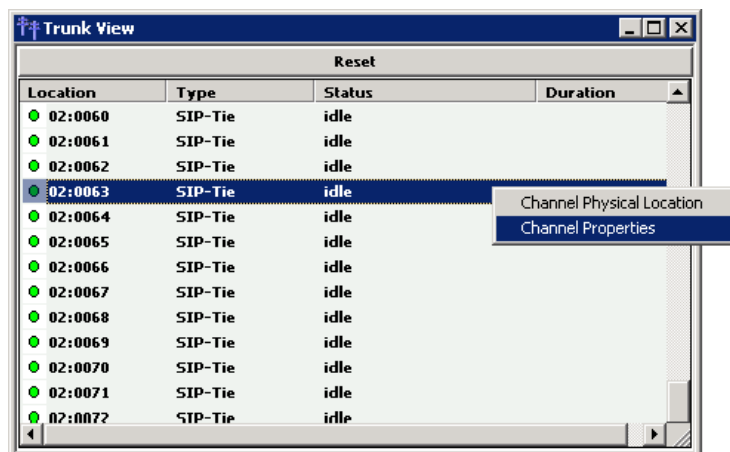 Trunk View
Reset
Location Type Status Duration
02:0060 SIP-Tie idle
02:0061 SIP-Tie idle
02:0062 SIP-Tie idle
02:0063 SIP-Tie idle
Channel Physical Location
02:0064 SIP-Tie idle
Channel Properties
02:0065 SIP-Tie idle
02:0066 SIP-Tie idle
02:0067 SIP-Tie idle
02:0068 SIP-Tie idle
02:0069 SIP-Tie idle
02:0070 SIP-Tie idle
02:0071 SIP-Tie idle
02:0072 SIP-Tie idle